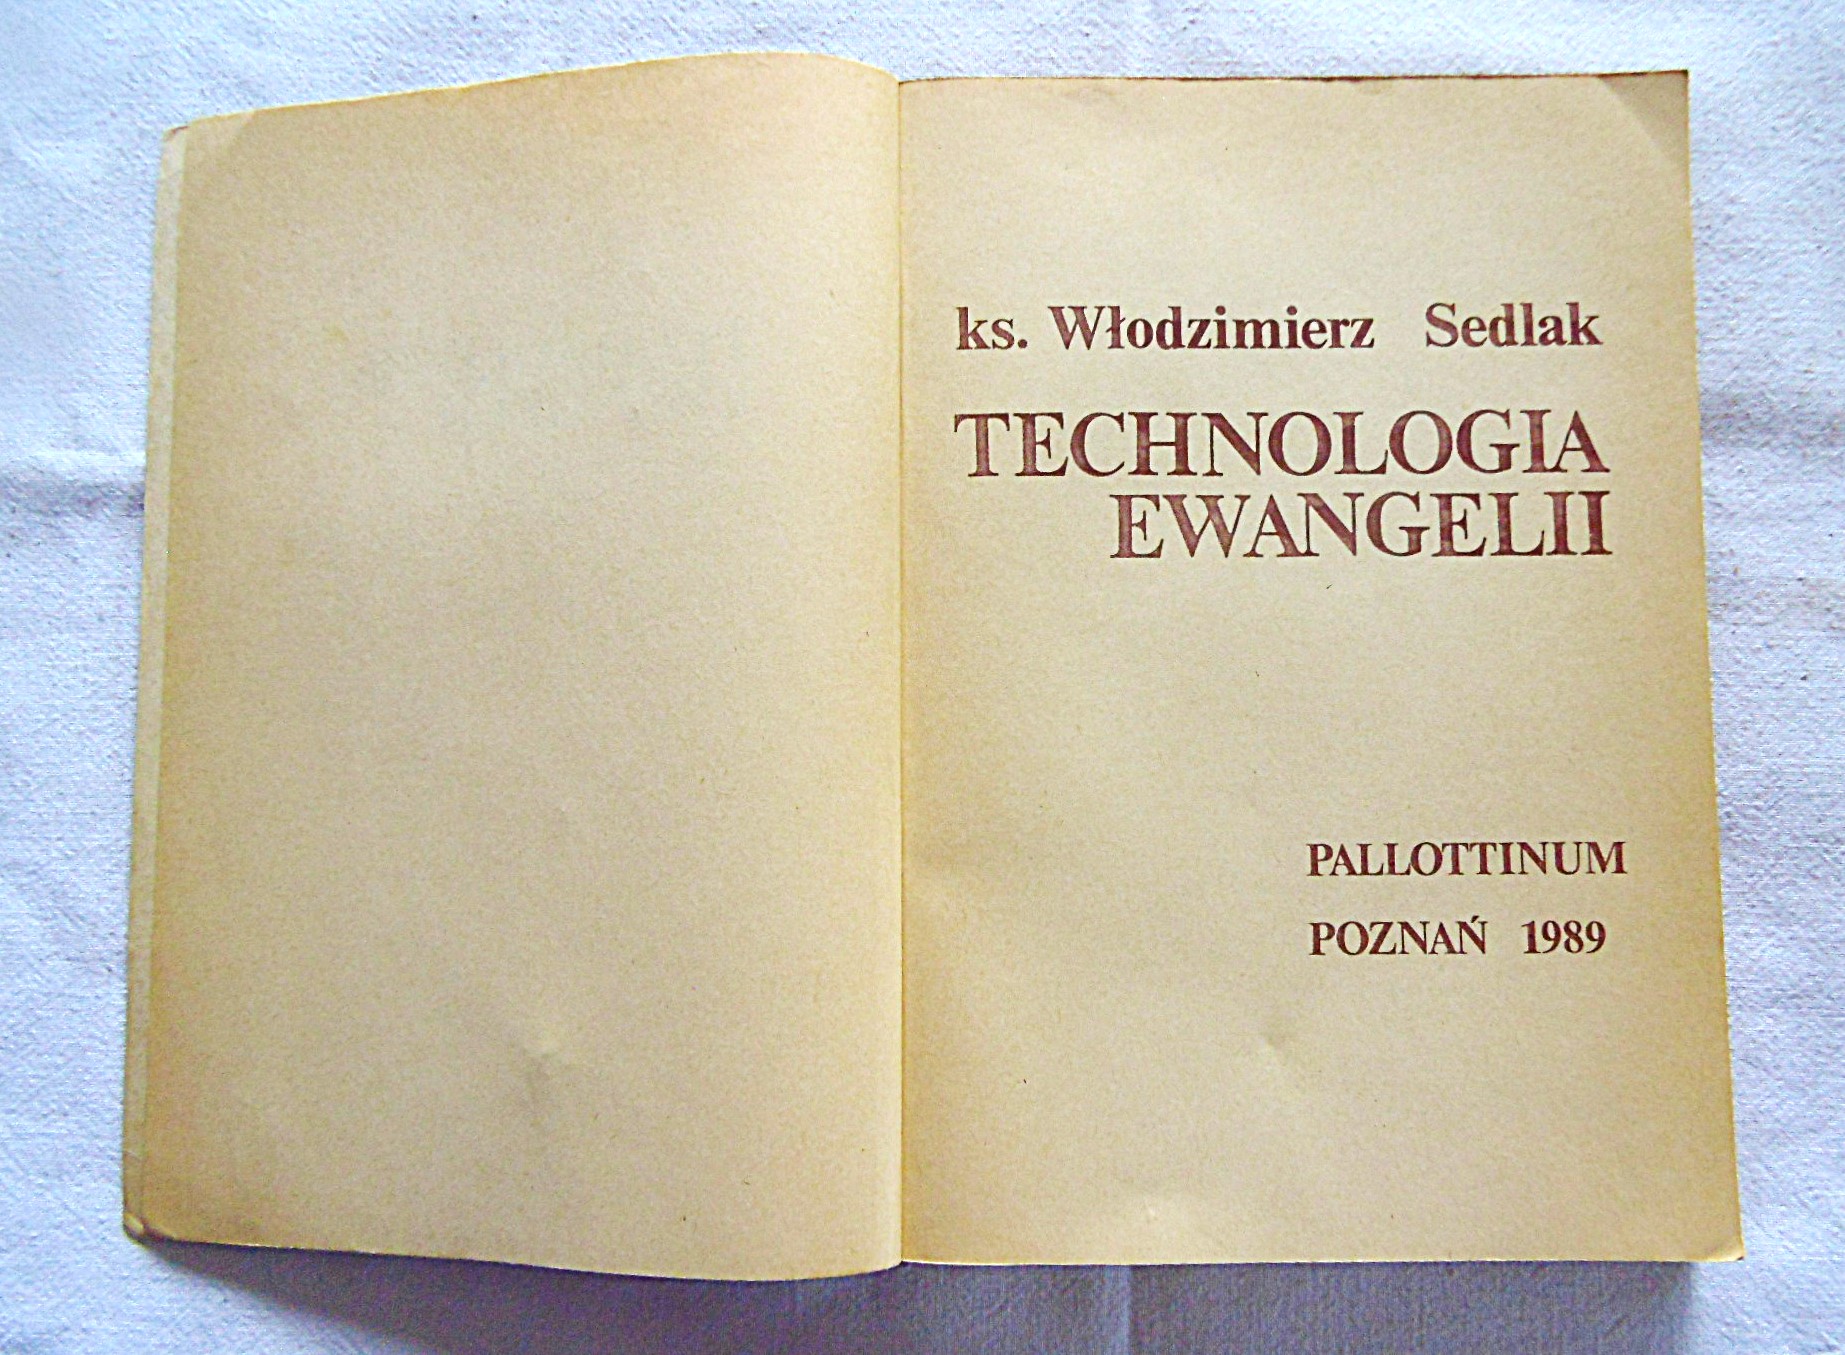 ks. Włodzimierz Sedlak
TECHNOLOGIA
EWANGELII
PALLOTTINUM
POZNAŃ 1989